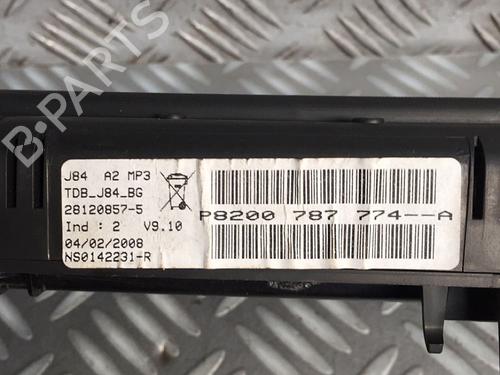 B-PARTS
J84 A2 MP3
TDB_J84_BG
28120857-5
Ind : 2 V9.10
04/02/2008
NS0142231-R
P8200 787 774--A